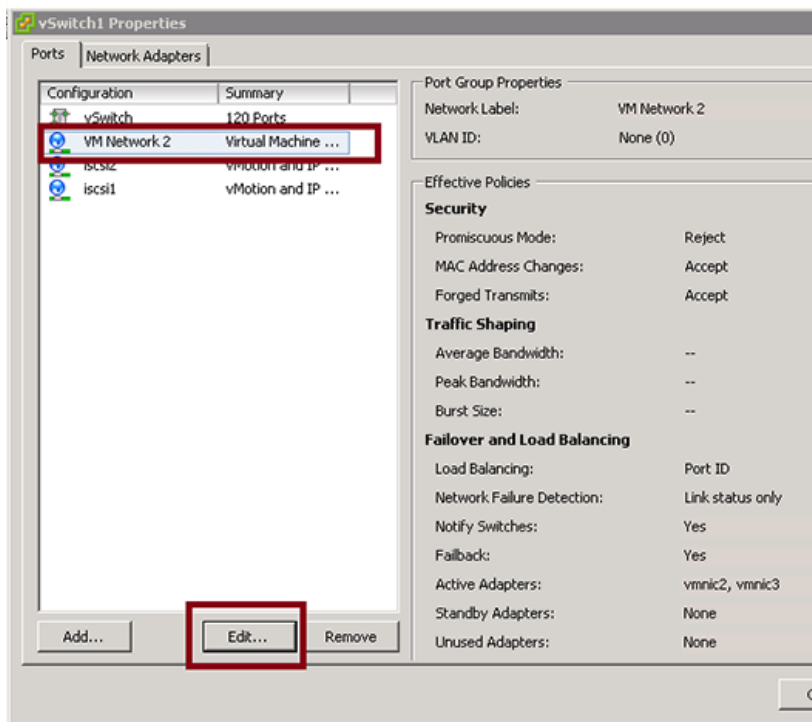 vSwitch1 Properties
Ports Network Adapters
Configuration Summary
vSwitch 120 Ports
VM Network 2 Virtual Machine ...
iscsi2 vMotion and IP ...
iscsi1 vMotion and IP ...
Add... Edit... Remove
Port Group Properties
Network Label: VM Network 2
VLAN ID: None (0)
Effective Policies
Security
Promiscuous Mode: Reject
MAC Address Changes: Accept
Forged Transmits: Accept
Traffic Shaping
Average Bandwidth: --
Peak Bandwidth: --
Burst Size: --
Failover and Load Balancing
Load Balancing: Port ID
Network Failure Detection: Link status only
Notify Switches: Yes
Failback: Yes
Active Adapters: vmnic2, vmnic3
Standby Adapters: None
Unused Adapters: None